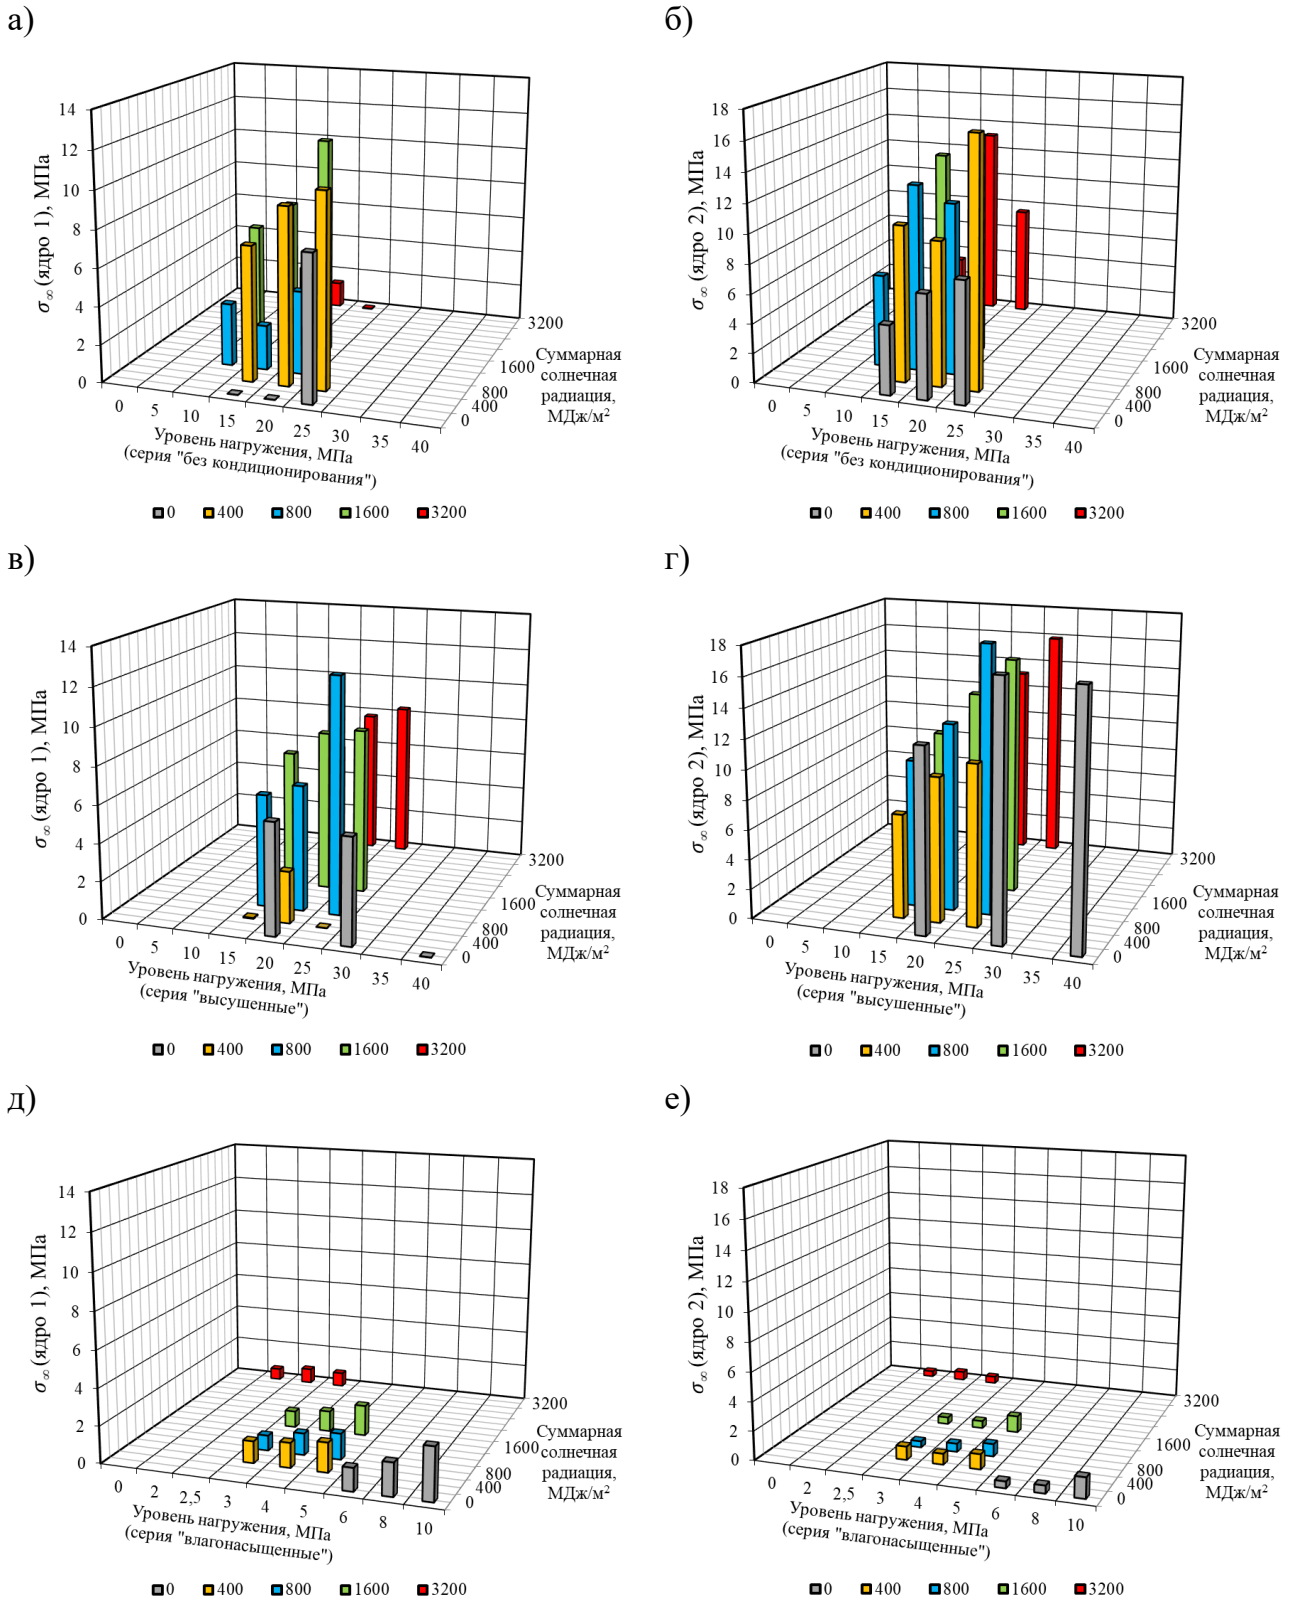 а)
14
12
10
8
6
4
2
0
σ∞ (ядро 1), МПа
0
5
10
15
20
25
30
35
40
Уровень нагружения, МПа
(серия "без кондиционирования")
3200
1600
800
400
0
Суммарная
солнечная
радиация,
МДж/м²
0 400 800 1600 3200
б)
18
16
14
12
10
8
6
4
2
0
σ∞ (ядро 2), МПа
0
5
10
15
20
25
30
35
40
Уровень нагружения, МПа
(серия "без кондиционирования")
3200
1600
800
400
0
Суммарная
солнечная
радиация,
МДж/м²
0 400 800 1600 3200
в)
14
12
10
8
6
4
2
0
σ∞ (ядро 1), МПа
0
5
10
15
20
25
30
35
40
Уровень нагружения, МПа
(серия "высушенные")
3200
1600
800
400
0
Суммарная
солнечная
радиация,
МДж/м²
0 400 800 1600 3200
г)
18
16
14
12
10
8
6
4
2
0
σ∞ (ядро 2), МПа
0
5
10
15
20
25
30
35
40
Уровень нагружения, МПа
(серия "высушенные")
3200
1600
800
400
0
Суммарная
солнечная
радиация,
МДж/м²
0 400 800 1600 3200
д)
14
12
10
8
6
4
2
0
σ∞ (ядро 1), МПа
0
2
2,5
3
4
5
6
8
10
Уровень нагружения, МПа
(серия "влагонасыщенные")
3200
1600
800
400
0
Суммарная
солнечная
радиация,
МДж/м²
0 400 800 1600 3200
е)
18
16
14
12
10
8
6
4
2
0
σ∞ (ядро 2), МПа
0
2
2,5
3
4
5
6
8
10
Уровень нагружения, МПа
(серия "влагонасыщенные")
3200
1600
800
400
0
Суммарная
солнечная
радиация,
МДж/м²
0 400 800 1600 3200